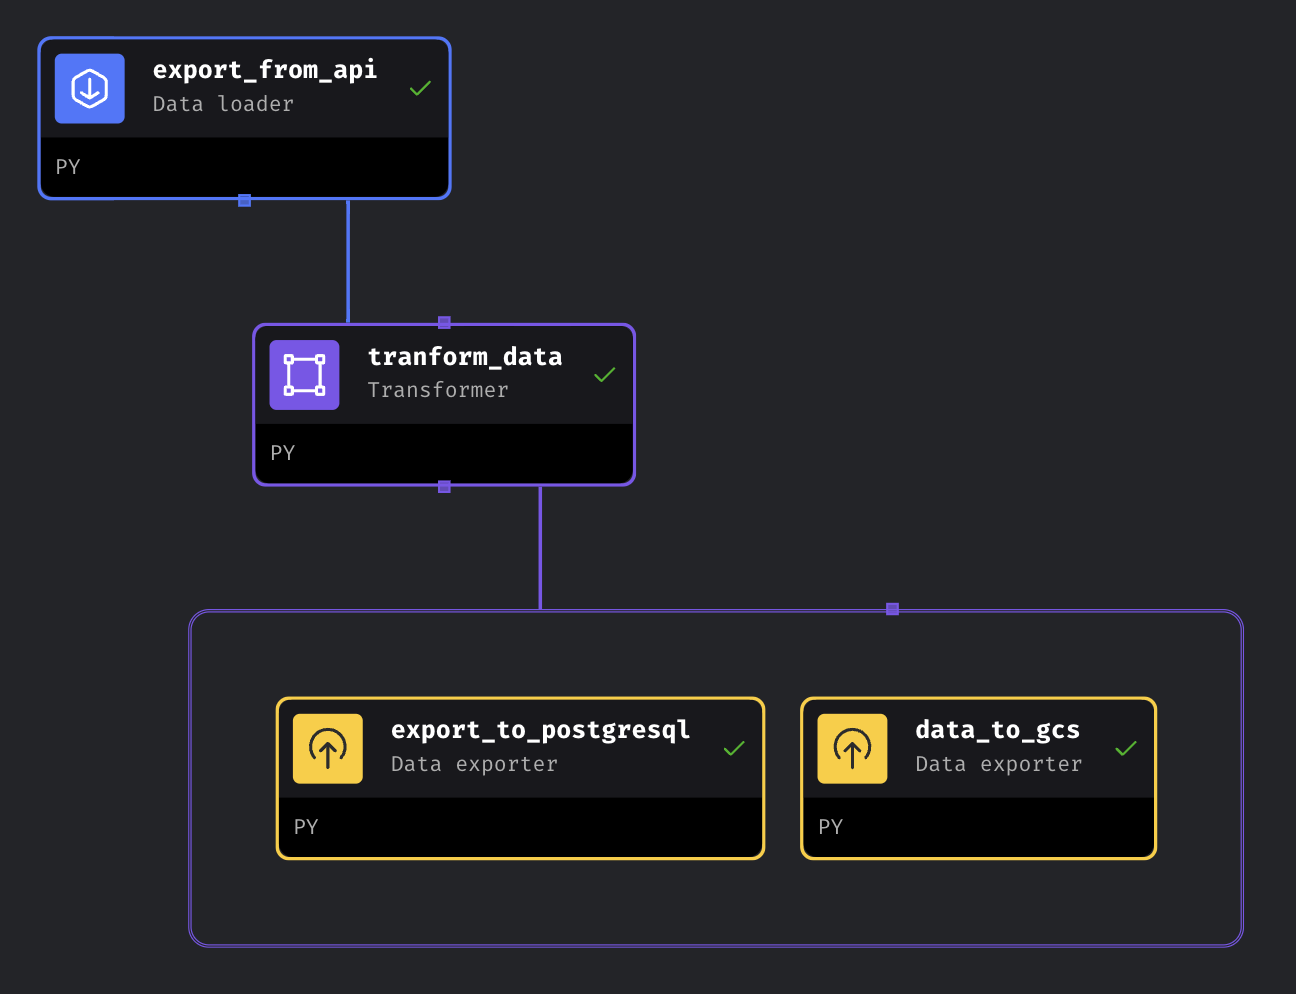 export_from_api
Data loader
PY
tranform_data
Transformer
PY
export_to_postgresql
Data exporter
PY
data_to_gcs
Data exporter
PY